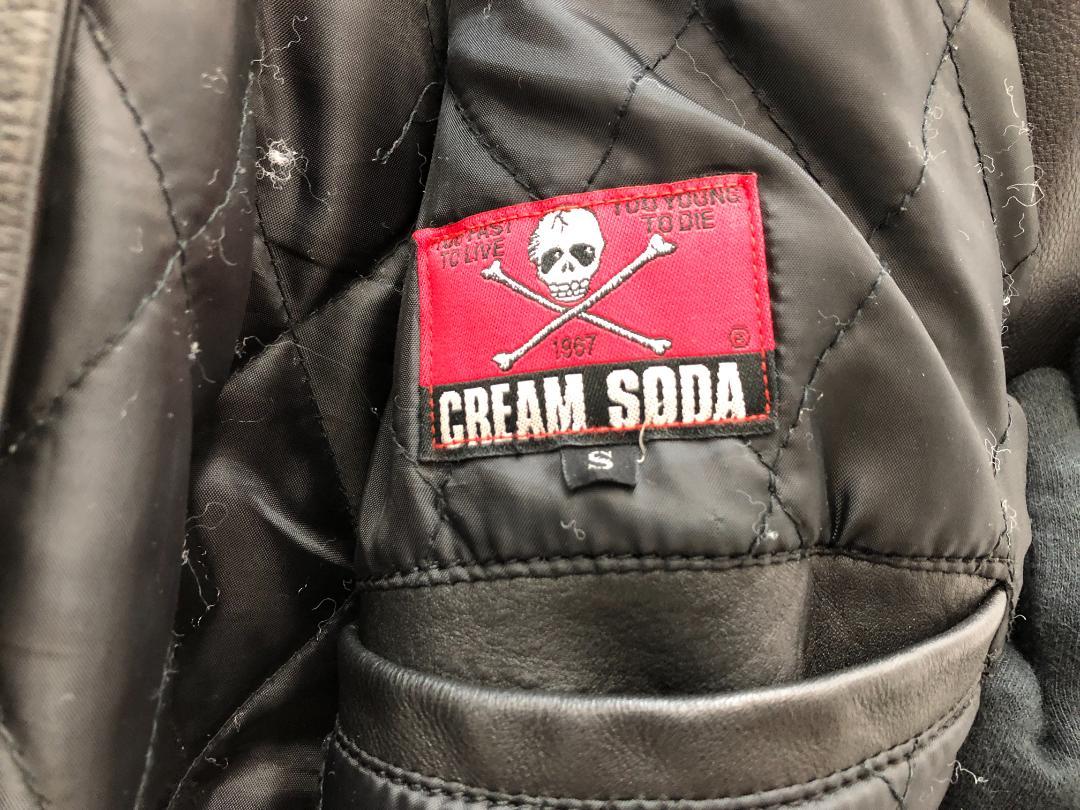 TOO FAST
TO LIVE
TOO YOUNG
TO DIE
1967
®
CREAM SODA
S